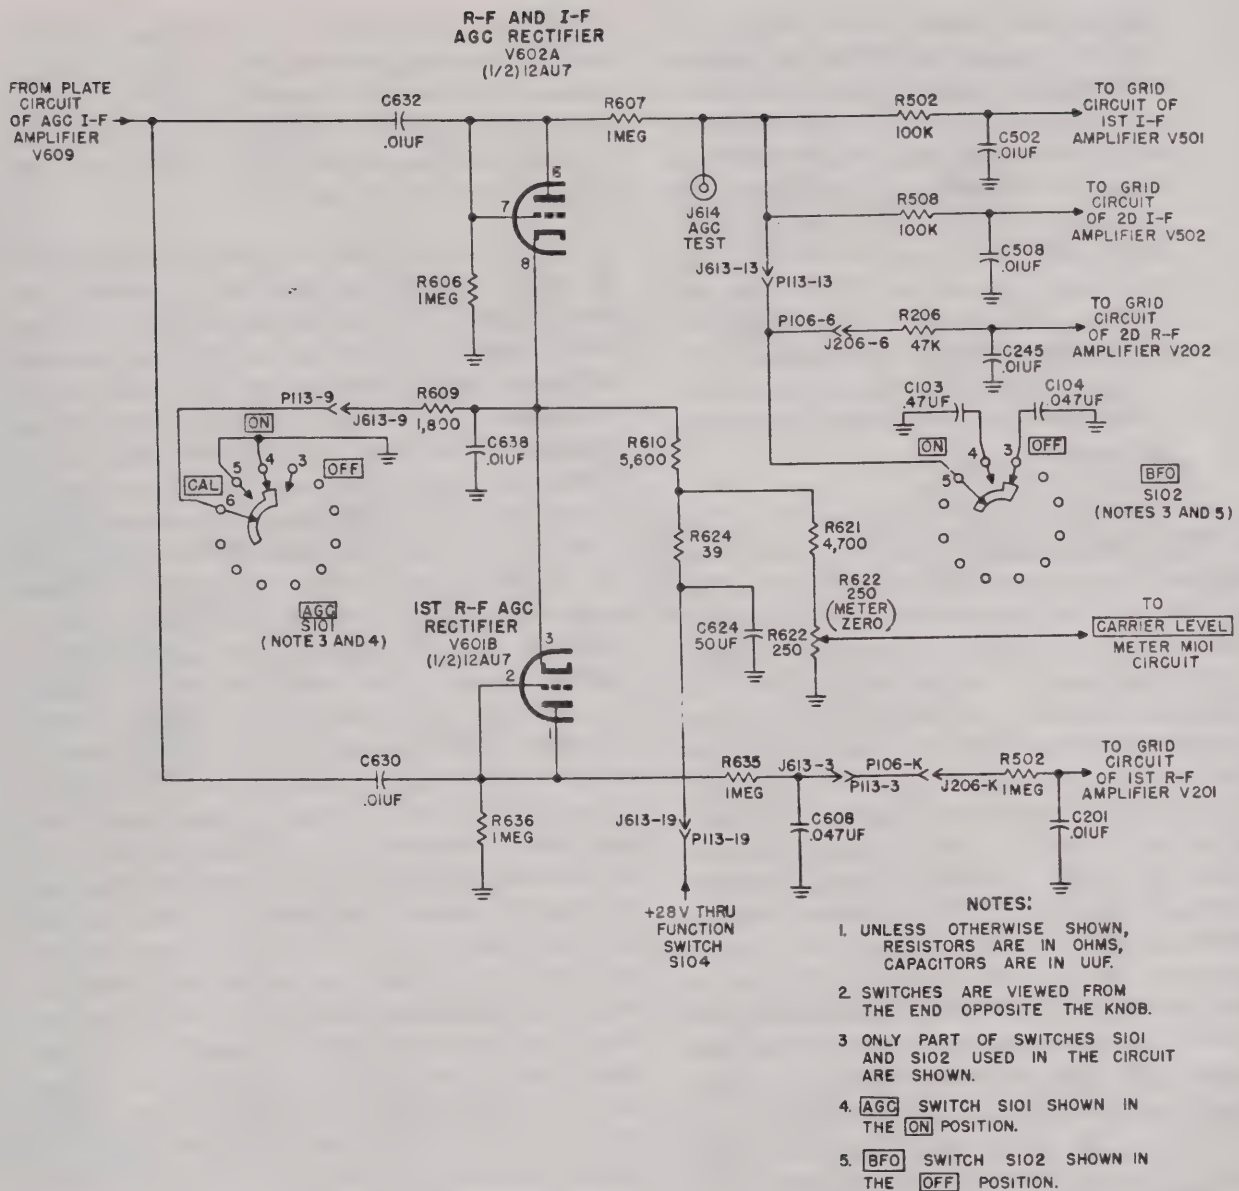 R-F AND I-F
AGC RECTIFIER
V602A
(1/2) 12AU7
FROM PLATE
CIRCUIT
OF AGC I-F
AMPLIFIER
V609
C632
.01UF
R607
1MEG
R502
100K
C502
.01UF
TO GRID
CIRCUIT OF
1ST I-F
AMPLIFIER V501
6
7
8
J614
AGC
TEST
R508
100K
C508
.01UF
TO GRID
CIRCUIT
OF 2D I-F
AMPLIFIER V502
R606
1MEG
J613-13
P113-13
P106-6
J206-6
R206
47K
C245
.01UF
TO GRID
CIRCUIT
OF 2D R-F
AMPLIFIER V202
P113-9
J613-9
R609
1,800
C638
.01UF
ON
OFF
CAL
5
4
3
6
AGC
S101
(NOTE 3 AND 4)
R610
5,600
C103
.47UF
C104
.047UF
ON
OFF
4
3
5
BFO
S102
(NOTES 3 AND 5)
R624
39
R621
4,700
R622
250
(METER
ZERO)
C624
50UF
R622
250
TO
CARRIER LEVEL
METER M101
CIRCUIT
1ST R-F AGC
RECTIFIER
V601B
(1/2) 12AU7
3
2
1
C630
.01UF
R636
1MEG
R635
1MEG
J613-3
P113-3
P106-K
J206-K
R502
1MEG
C608
.047UF
C201
.01UF
TO GRID
CIRCUIT
OF 1ST R-F
AMPLIFIER V201
J613-19
P113-19
+28V THRU
FUNCTION
SWITCH
S104
NOTES:
1. UNLESS OTHERWISE SHOWN,
RESISTORS ARE IN OHMS,
CAPACITORS ARE IN UUF.
2. SWITCHES ARE VIEWED FROM
THE END OPPOSITE THE KNOB.
3 ONLY PART OF SWITCHES S101
AND S102 USED IN THE CIRCUIT
ARE SHOWN.
4. AGC SWITCH S101 SHOWN IN
THE ON POSITION.
5. BFO SWITCH S102 SHOWN IN
THE OFF POSITION.